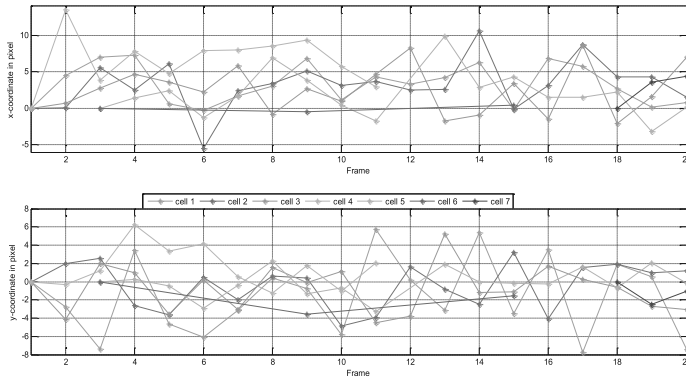 10
5
0
-5
x-coordinate in pixel
2 4 6 8 10 12 14 16 18 20
Frame
cell 1 cell 2 cell 3 cell 4 cell 5 cell 6 cell 7
8
6
4
2
0
-2
-4
-6
-8
y-coordinate in pixel
2 4 6 8 10 12 14 16 18 2
Frame